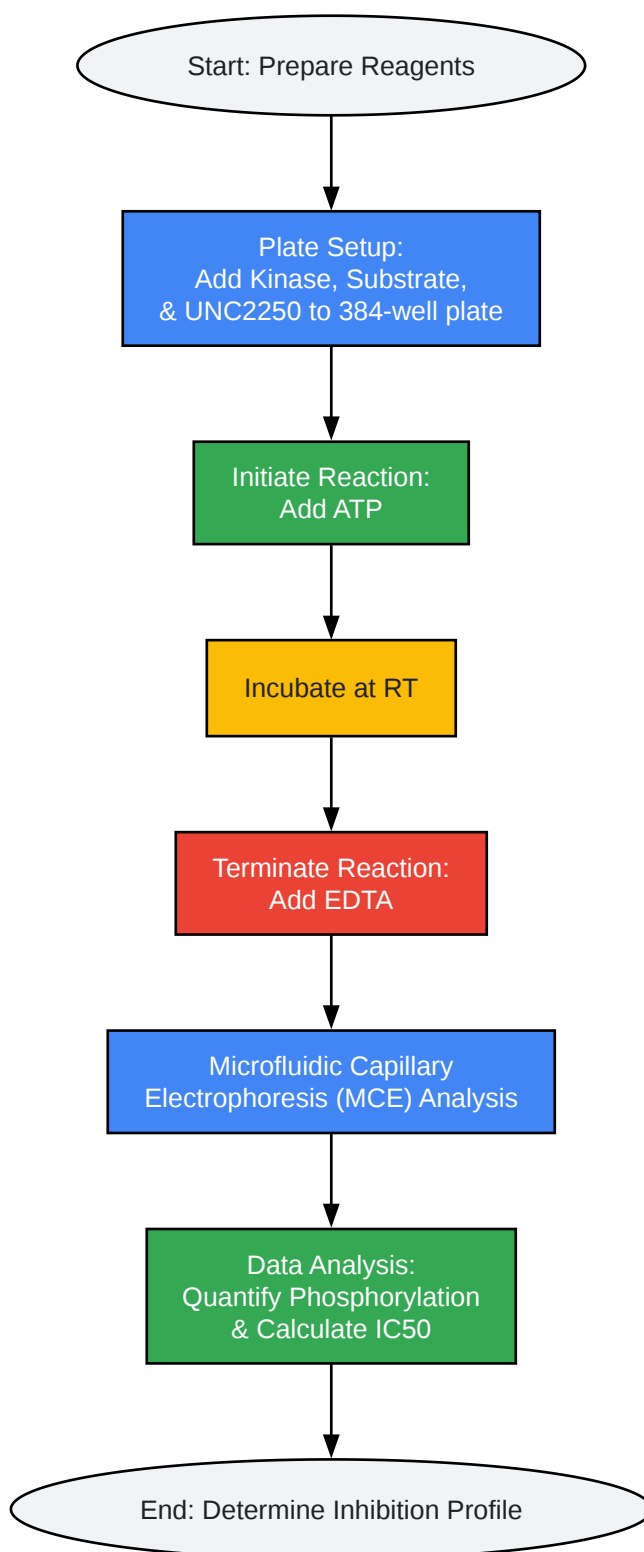 Start: Prepare Reagents
Plate Setup:
Add Kinase, Substrate,
& UNC2250 to 384-well plate
Initiate Reaction:
Add ATP
Incubate at RT
Terminate Reaction:
Add EDTA
Microfluidic Capillary
Electrophoresis (MCE) Analysis
Data Analysis:
Quantify Phosphorylation
& Calculate IC50
End: Determine Inhibition Profile